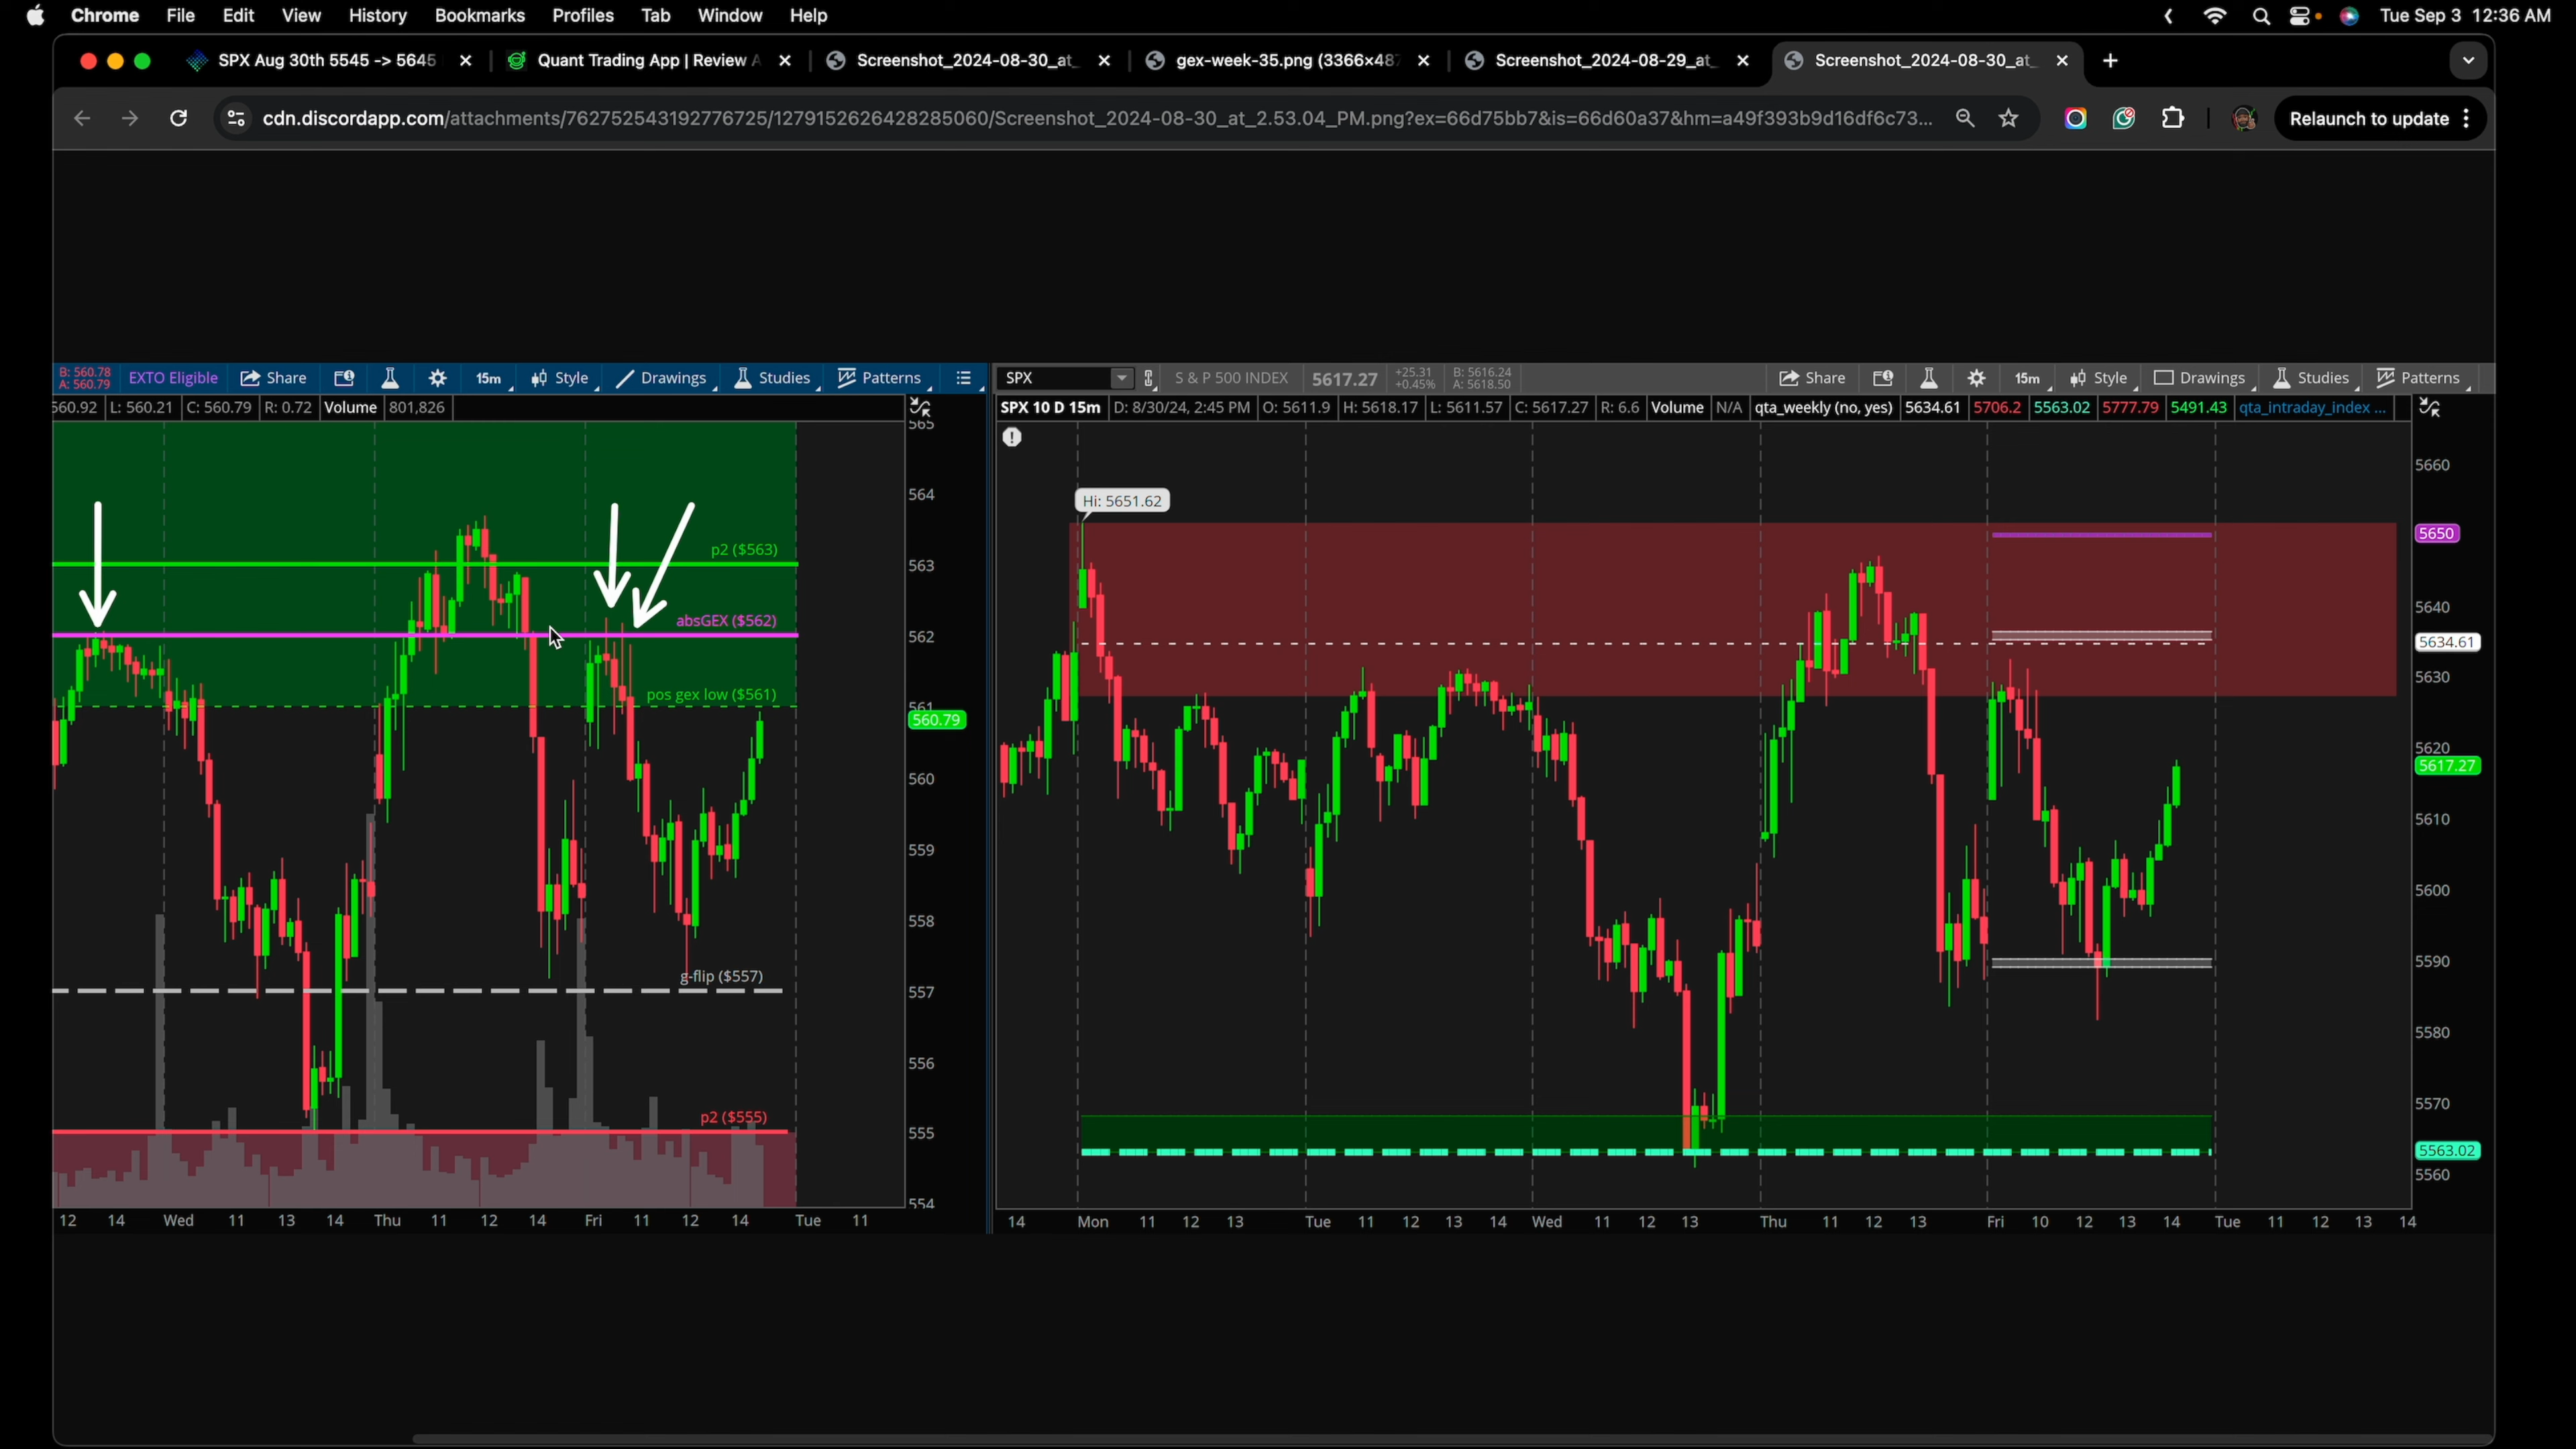 Chrome File Edit View History Bookmarks Profiles Tab Window Help Tue Sep 3 12:36 AM
SPX Aug 30th 5545 -> 5645
Quant Trading App | Review A
Screenshot_2024-08-30_at_
gex-week-35.png (3366×487
Screenshot_2024-08-29_at_
Screenshot_2024-08-30_at_
cdn.discordapp.com/attachments/762752543192776725/1279152626428285060/Screenshot_2024-08-30_at_2.53.04_PM.png?ex=66d75bb7&is=66d60a37&hm=a49f393b9d16df6c73... Relaunch to update
B: 560.78
A: 560.79
EXTO Eligible Share 15m Style Drawings Studies Patterns
560.92 L: 560.21 C: 560.79 R: 0.72 Volume 801,826
565
564
563
562
561
560.79
560
559
558
557
556
555
554
p2 ($563)
absGEX ($562)
pos gex low ($561)
g-flip ($557)
p2 ($555)
12 14 Wed 11 13 14 Thu 11 12 14 Fri 11 12 14 Tue 11
SPX S & P 500 INDEX 5617.27
+25.31
+0.45%
B: 5616.24
A: 5618.50
Share 15m Style Drawings Studies Patterns
SPX 10 D 15m D: 8/30/24, 2:45 PM O: 5611.9 H: 5618.17 L: 5611.57 C: 5617.27 R: 6.6 Volume N/A qta_weekly (no, yes) 5634.61 5706.2 5563.02 5777.79 5491.43 qta_intraday_index ...
Hi: 5651.62
5660
5650
5640
5634.61
5630
5620
5617.27
5610
5600
5590
5580
5570
5563.02
5560
14 Mon 11 12 13 Tue 11 12 13 14 Wed 11 12 13 Thu 11 12 13 Fri 10 12 13 14 Tue 11 12 13 14